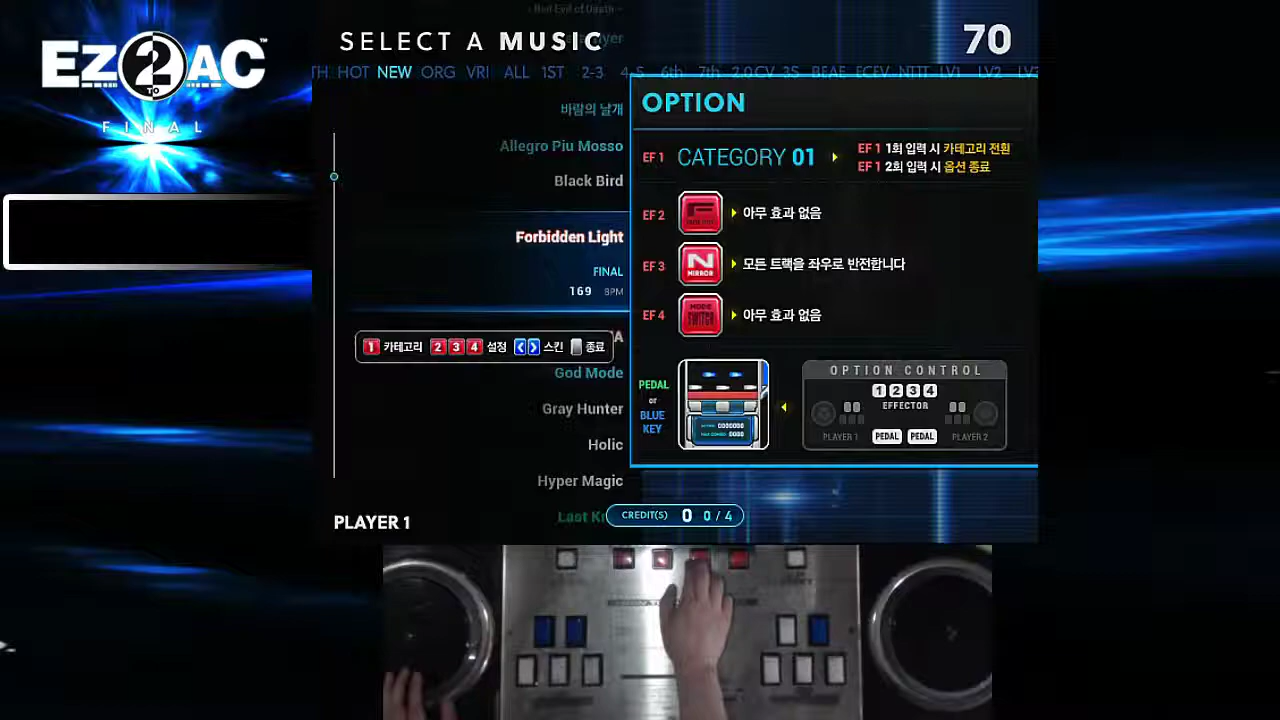 - Red Evil of Death -
SELECT A MUSIC
70
EZ2AC™
TO
FINAL
TH HOT NEW ORG VRI ALL 1ST 2-3 4-S 6th 7th 2.0CV 3S BEAE ECEV NTTT LV1 LV2 LV3
바람의 날개
Allegro Piu Mosso
Black Bird
Forbidden Light
FINAL
169 BPM
1 카테고리 2 3 4 설정 스킨 종료
God Mode
Gray Hunter
Holic
Hyper Magic
OPTION
EF 1 CATEGORY 01
EF 1 1회 입력 시 카테고리 전환
EF 1 2회 입력 시 옵션 종료
EF 2 아무 효과 없음
EF 3 N MIRROR 모든 트랙을 좌우로 반전합니다
EF 4 MODE SWITCH 아무 효과 없음
PEDAL
or
BLUE
KEY
OPTION CONTROL
1 2 3 4
EFFECTOR
PLAYER 1 PEDAL PEDAL PLAYER 2
PLAYER 1
CREDIT(S) 0 0 / 4